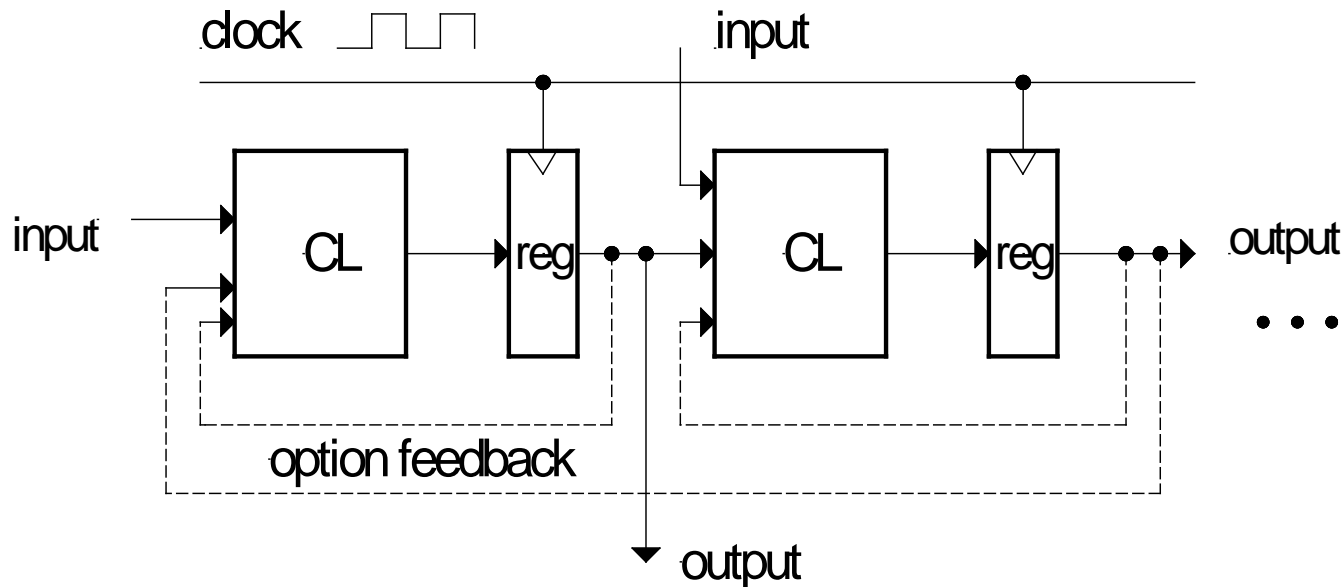 clock
input
input
CL
reg
CL
reg
output
option feedback
output